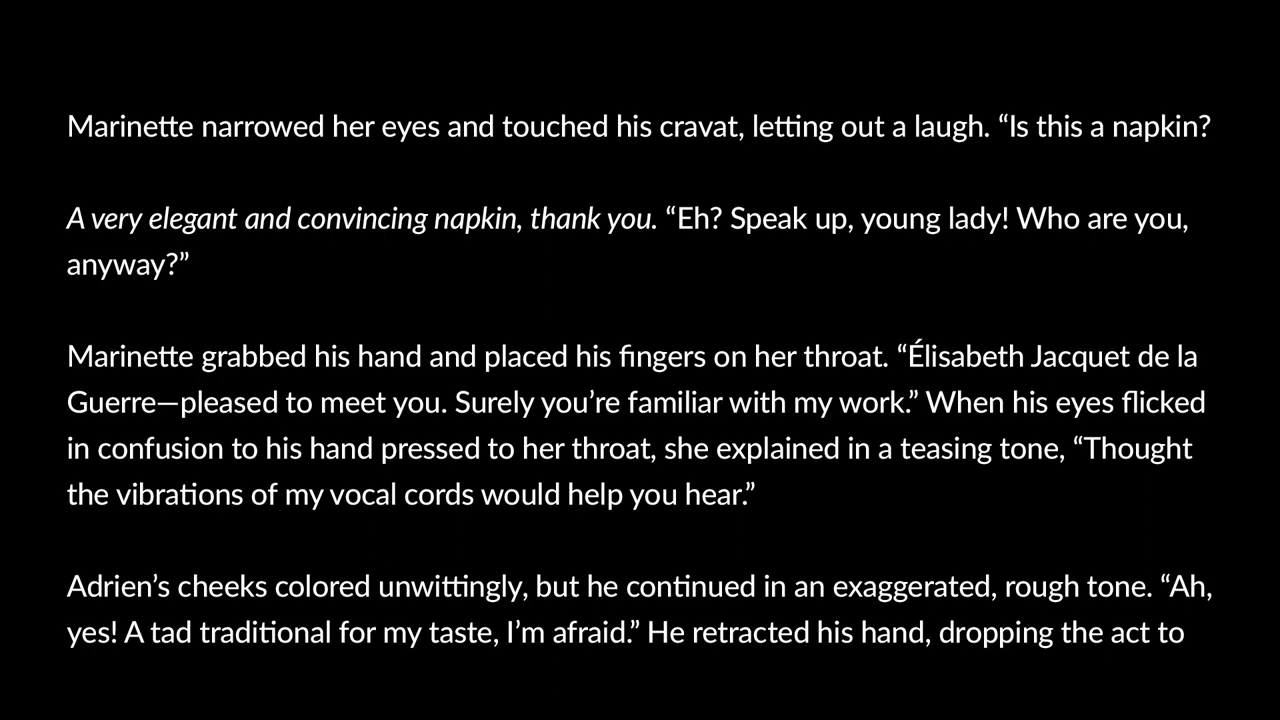 Marinette narrowed her eyes and touched his cravat, letting out a laugh. “Is this a napkin?
A very elegant and convincing napkin, thank you. “Eh? Speak up, young lady! Who are you,
anyway?”
Marinette grabbed his hand and placed his fingers on her throat. “Élisabeth Jacquet de la
Guerre—pleased to meet you. Surely you’re familiar with my work.” When his eyes flicked
in confusion to his hand pressed to her throat, she explained in a teasing tone, “Thought
the vibrations of my vocal cords would help you hear.”
Adrien’s cheeks colored unwittingly, but he continued in an exaggerated, rough tone. “Ah,
yes! A tad traditional for my taste, I’m afraid.” He retracted his hand, dropping the act to